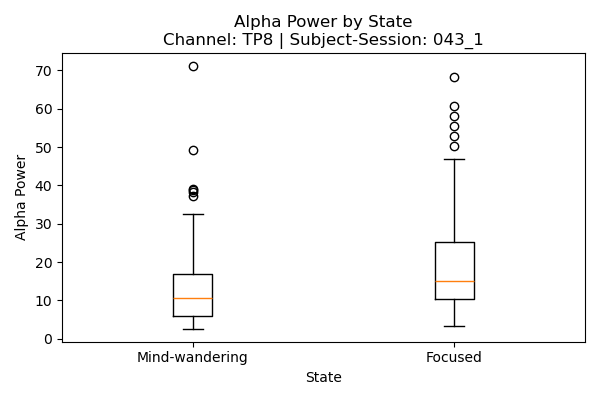 Alpha Power by State
Channel: TP8 | Subject-Session: 043_1
70
60
50
40
30
20
10
0
Alpha Power
Mind-wandering
Focused
State